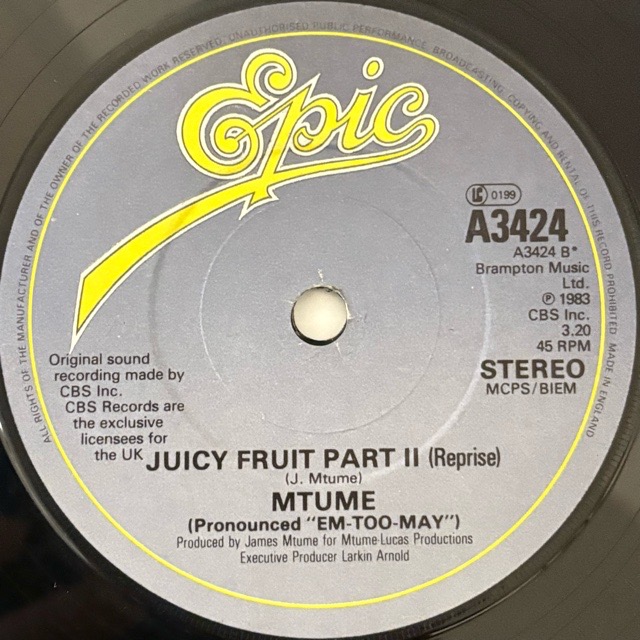 ALL RIGHTS OF THE MANUFACTURER AND OF THE OWNER OF THE RECORDED WORK RESERVED. UNAUTHORISED PUBLIC PERFORMANCE, BROADCASTING, COPYING AND RENTAL OF THIS RECORD PROHIBITED. MADE IN ENGLAND
Epic
LC 0199
A3424
A3424 B*
Brampton Music
Ltd.
℗ 1983
CBS Inc.
3.20
45 RPM
STEREO
MCPS/BIEM
Original sound
recording made by
CBS Inc.
CBS Records are
the exclusive
licensees for
the UK
JUICY FRUIT PART II (Reprise)
(J. Mtume)
MTUME
(Pronounced "EM-TOO-MAY")
Produced by James Mtume for Mtume-Lucas Productions
Executive Producer Larkin Arnold